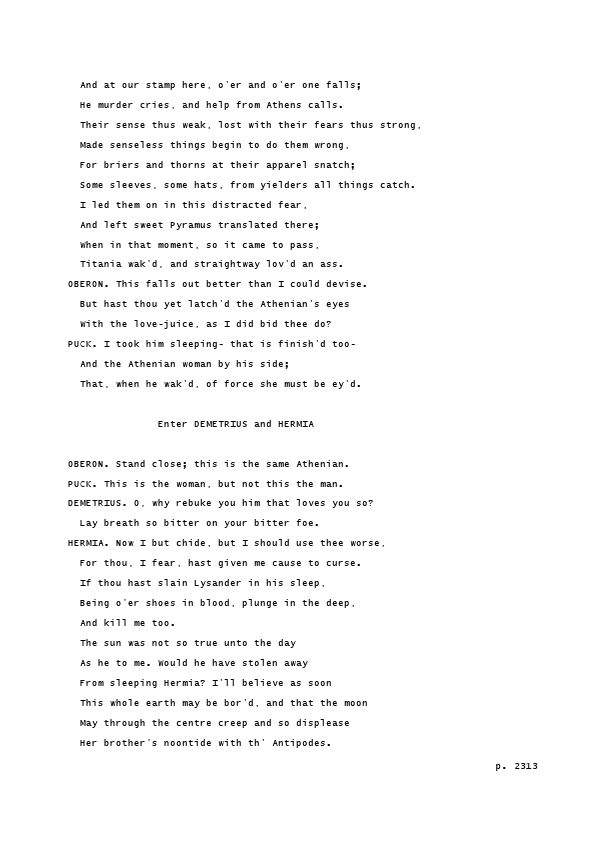 And at our stamp here, o'er and o'er one falls;
He murder cries, and help from Athens calls.
Their sense thus weak, lost with their fears thus strong,
Made senseless things begin to do them wrong,
For briers and thorns at their apparel snatch;
Some sleeves, some hats, from yielders all things catch.
I led them on in this distracted fear,
And left sweet Pyramus translated there;
When in that moment, so it came to pass,
Titania wak'd, and straightway lov'd an ass.
OBERON. This falls out better than I could devise.
But hast thou yet latch'd the Athenian's eyes
With the love-juice, as I did bid thee do?
PUCK. I took him sleeping- that is finish'd too-
And the Athenian woman by his side;
That, when he wak'd, of force she must be ey'd.
Enter DEMETRIUS and HERMIA
OBERON. Stand close; this is the same Athenian.
PUCK. This is the woman, but not this the man.
DEMETRIUS. O, why rebuke you him that loves you so?
Lay breath so bitter on your bitter foe.
HERMIA. Now I but chide, but I should use thee worse,
For thou, I fear, hast given me cause to curse.
If thou hast slain Lysander in his sleep,
Being o'er shoes in blood, plunge in the deep,
And kill me too.
The sun was not so true unto the day
As he to me. Would he have stolen away
From sleeping Hermia? I'll believe as soon
This whole earth may be bor'd, and that the moon
May through the centre creep and so displease
Her brother's noontide with th' Antipodes.
p. 2313